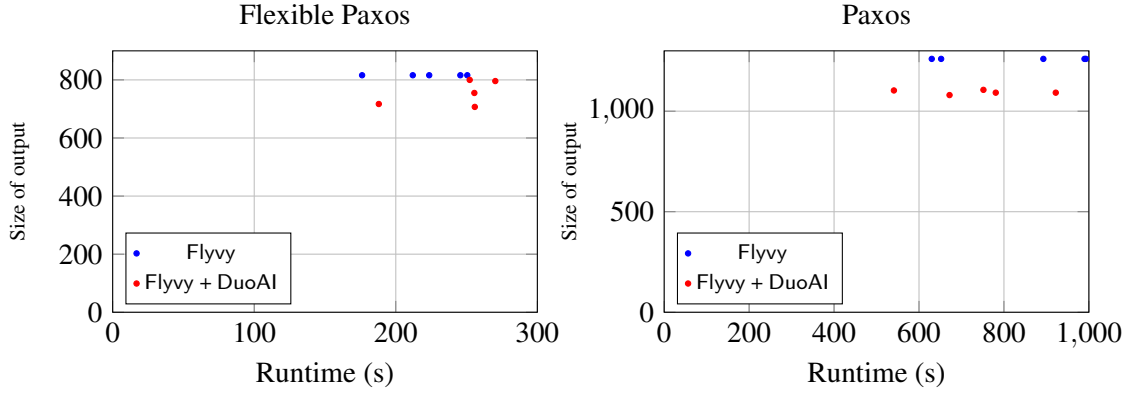 Flexible Paxos
800
600
400
200
0
0 100 200 300
Size of output
Runtime (s)
Flyvy
Flyvy + DuoAI
Paxos
1,000
500
0
0 200 400 600 800 1,000
Size of output
Runtime (s)
Flyvy
Flyvy + DuoAI